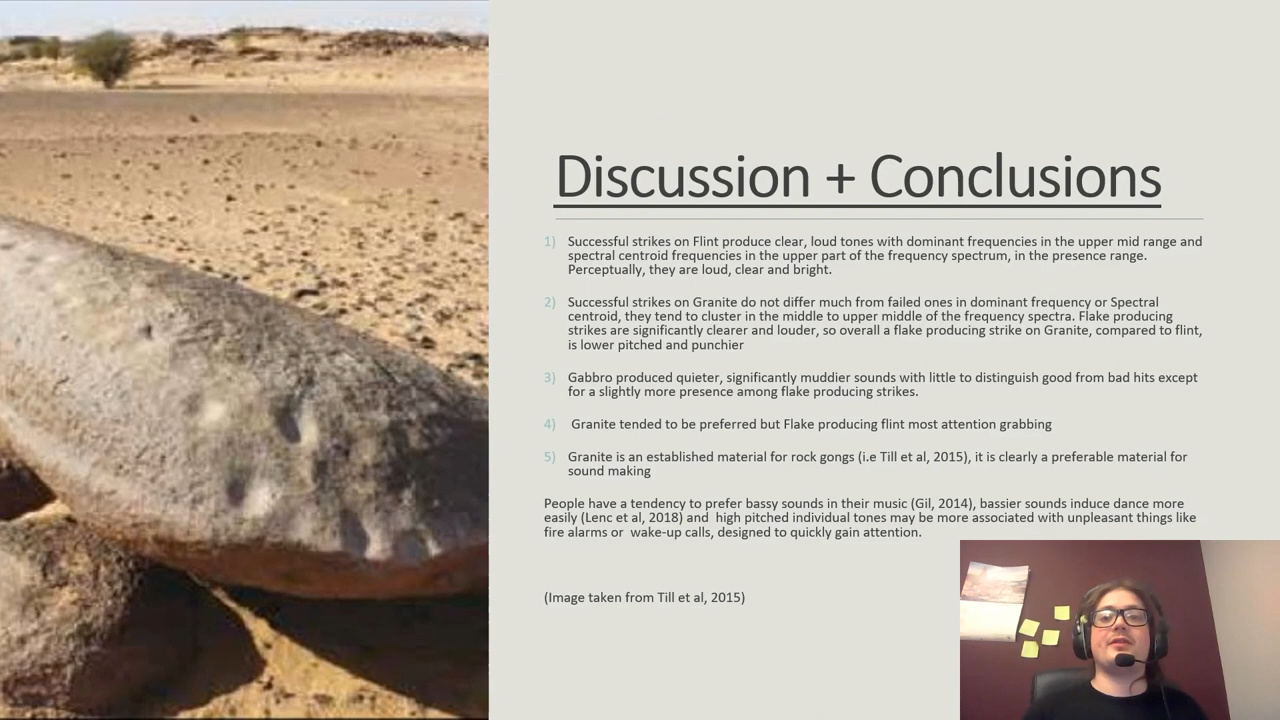 Discussion + Conclusions
1) Successful strikes on Flint produce clear, loud tones with dominant frequencies in the upper mid range and
spectral centroid frequencies in the upper part of the frequency spectrum, in the presence range.
Perceptually, they are loud, clear and bright.
2) Successful strikes on Granite do not differ much from failed ones in dominant frequency or Spectral
centroid, they tend to cluster in the middle to upper middle of the frequency spectra. Flake producing
strikes are significantly clearer and louder, so overall a flake producing strike on Granite, compared to flint,
is lower pitched and punchier
3) Gabbro produced quieter, significantly muddier sounds with little to distinguish good from bad hits except
for a slightly more presence among flake producing strikes.
4) Granite tended to be preferred but Flake producing flint most attention grabbing
5) Granite is an established material for rock gongs (i.e Till et al, 2015), it is clearly a preferable material for
sound making
People have a tendency to prefer bassy sounds in their music (Gil, 2014), bassier sounds induce dance more
easily (Lenc et al, 2018) and high pitched individual tones may be more associated with unpleasant things like
fire alarms or wake-up calls, designed to quickly gain attention.
(Image taken from Till et al, 2015)